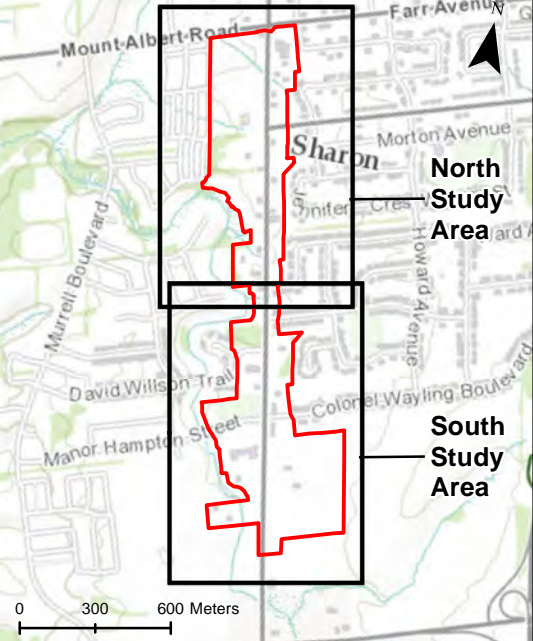 Farr Avenue
N
G
Mount Albert Road
Morton Avenue
Sharon
North
Study
Area
Murrell Boulevard
Howard Avenue
David Willson Trail
Colonel Wayling Boulevard
Manor Hampton Street
South
Study
Area
0 300 600 Meters